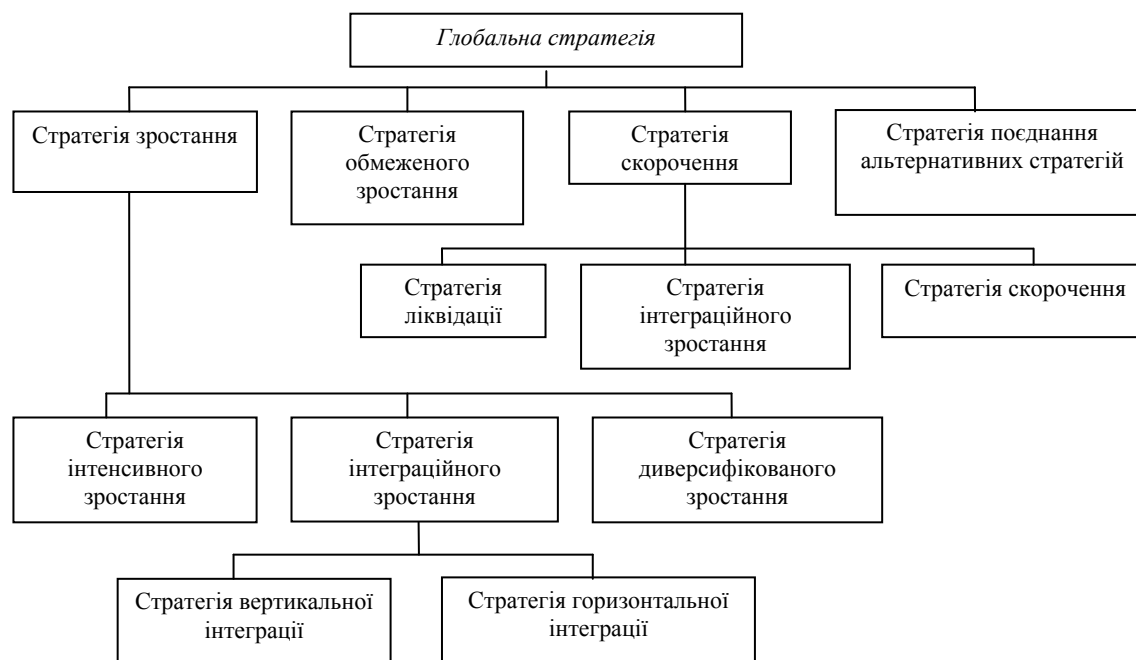 Глобальна стратегія
Стратегія зростання
Стратегія
обмеженого
зростання
Стратегія
скорочення
Стратегія поєднання
альтернативних стратегій
Стратегія
ліквідації
Стратегія
інтеграційного
зростання
Стратегія скорочення
Стратегія
інтенсивного
зростання
Стратегія
інтеграційного
зростання
Стратегія
диверсифікованого
зростання
Стратегія вертикальної
інтеграції
Стратегія горизонтальної
інтеграції